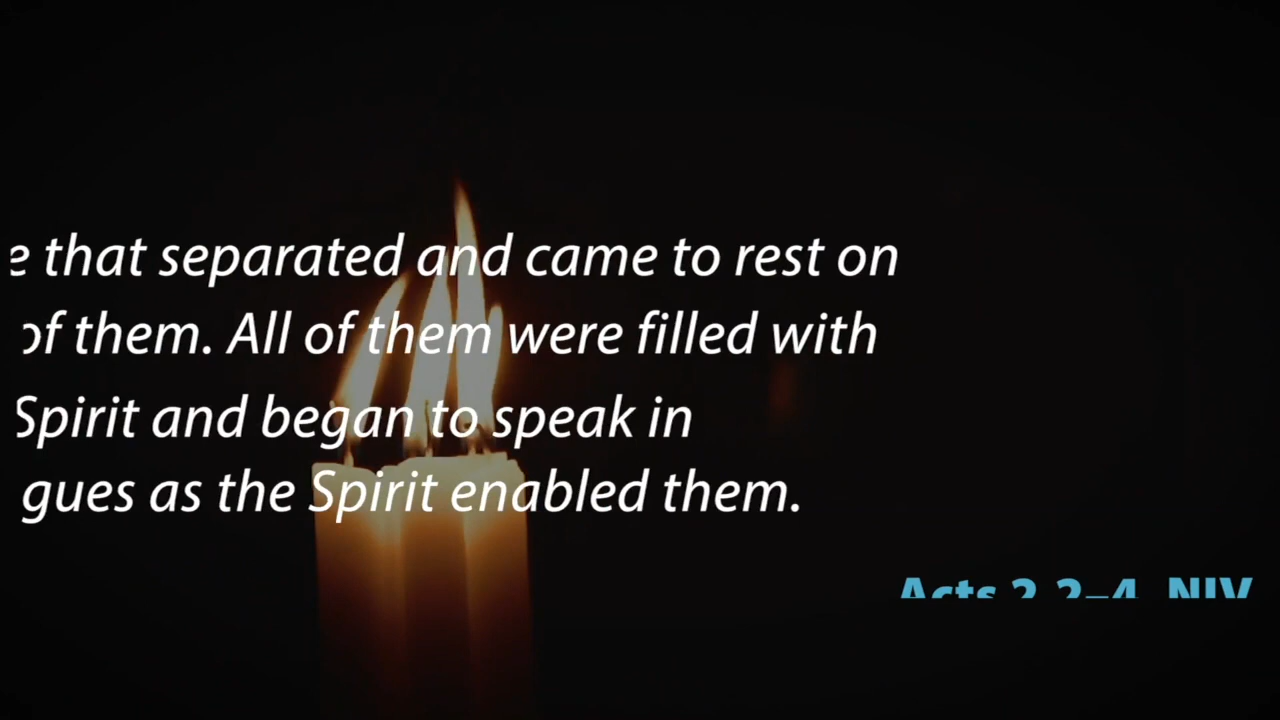 that separated and came to rest on
of them. All of them were filled with
Spirit and began to speak in
gues as the Spirit enabled them.
Acts 2 2–4, NIV